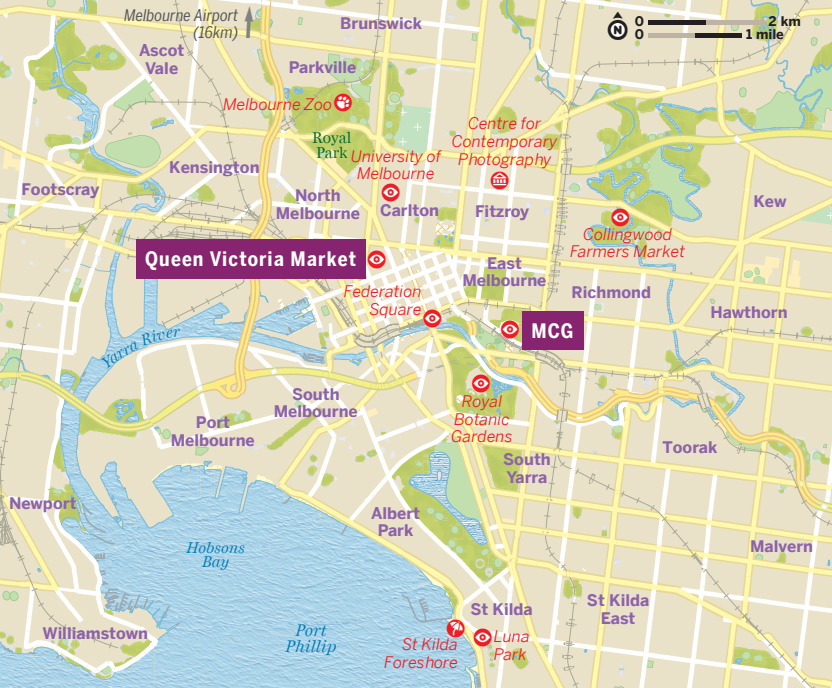 Melbourne Airport
(16km)
Brunswick
0
2 km
N
0
1 mile
Ascot
Vale
Parkville
Melbourne Zoo
Centre for
Contemporary
Photography
Royal
Park
University of
Melbourne
Kensington
Footscray
North
Melbourne
Carlton
Fitzroy
Kew
Collingwood
Farmers Market
Queen Victoria Market
East
Melbourne
Federation
Square
Richmond
Hawthorn
MCG
Yarra River
South
Melbourne
Royal
Botanic
Gardens
Port
Melbourne
Toorak
South
Yarra
Newport
Albert
Park
Hobsons
Bay
Malvern
St Kilda
St Kilda
East
Williamstown
Port
Phillip
St Kilda
Foreshore
Luna
Park